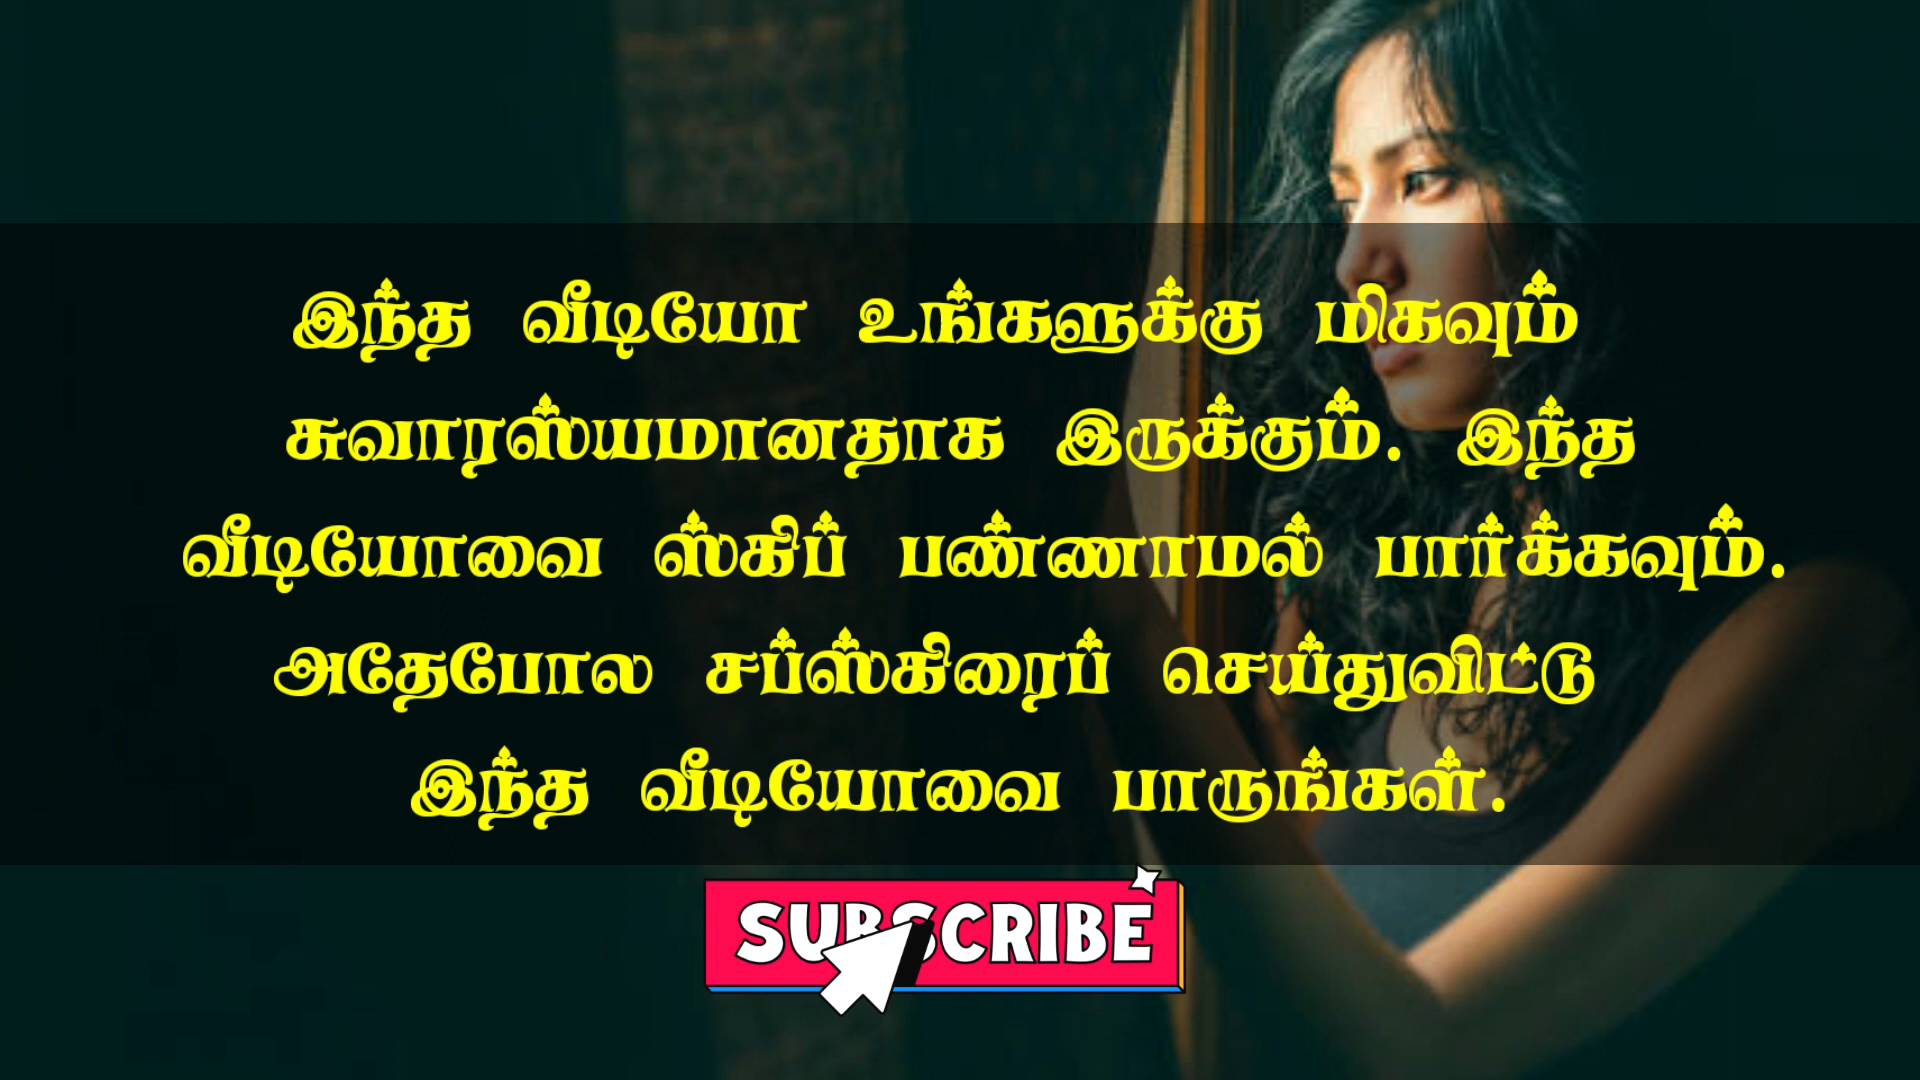 இந்த வீடியோ உங்களுக்கு மிகவும்
சுவாரஸ்யமானதாக இருக்கும். இந்த
வீடியோவை ஸ்கிப் பண்ணாமல் பார்க்கவும்.
அதேபோல சப்ஸ்கிரைப் செய்துவிட்டு
இந்த வீடியோவை பாருங்கள்.
SUBSCRIBE